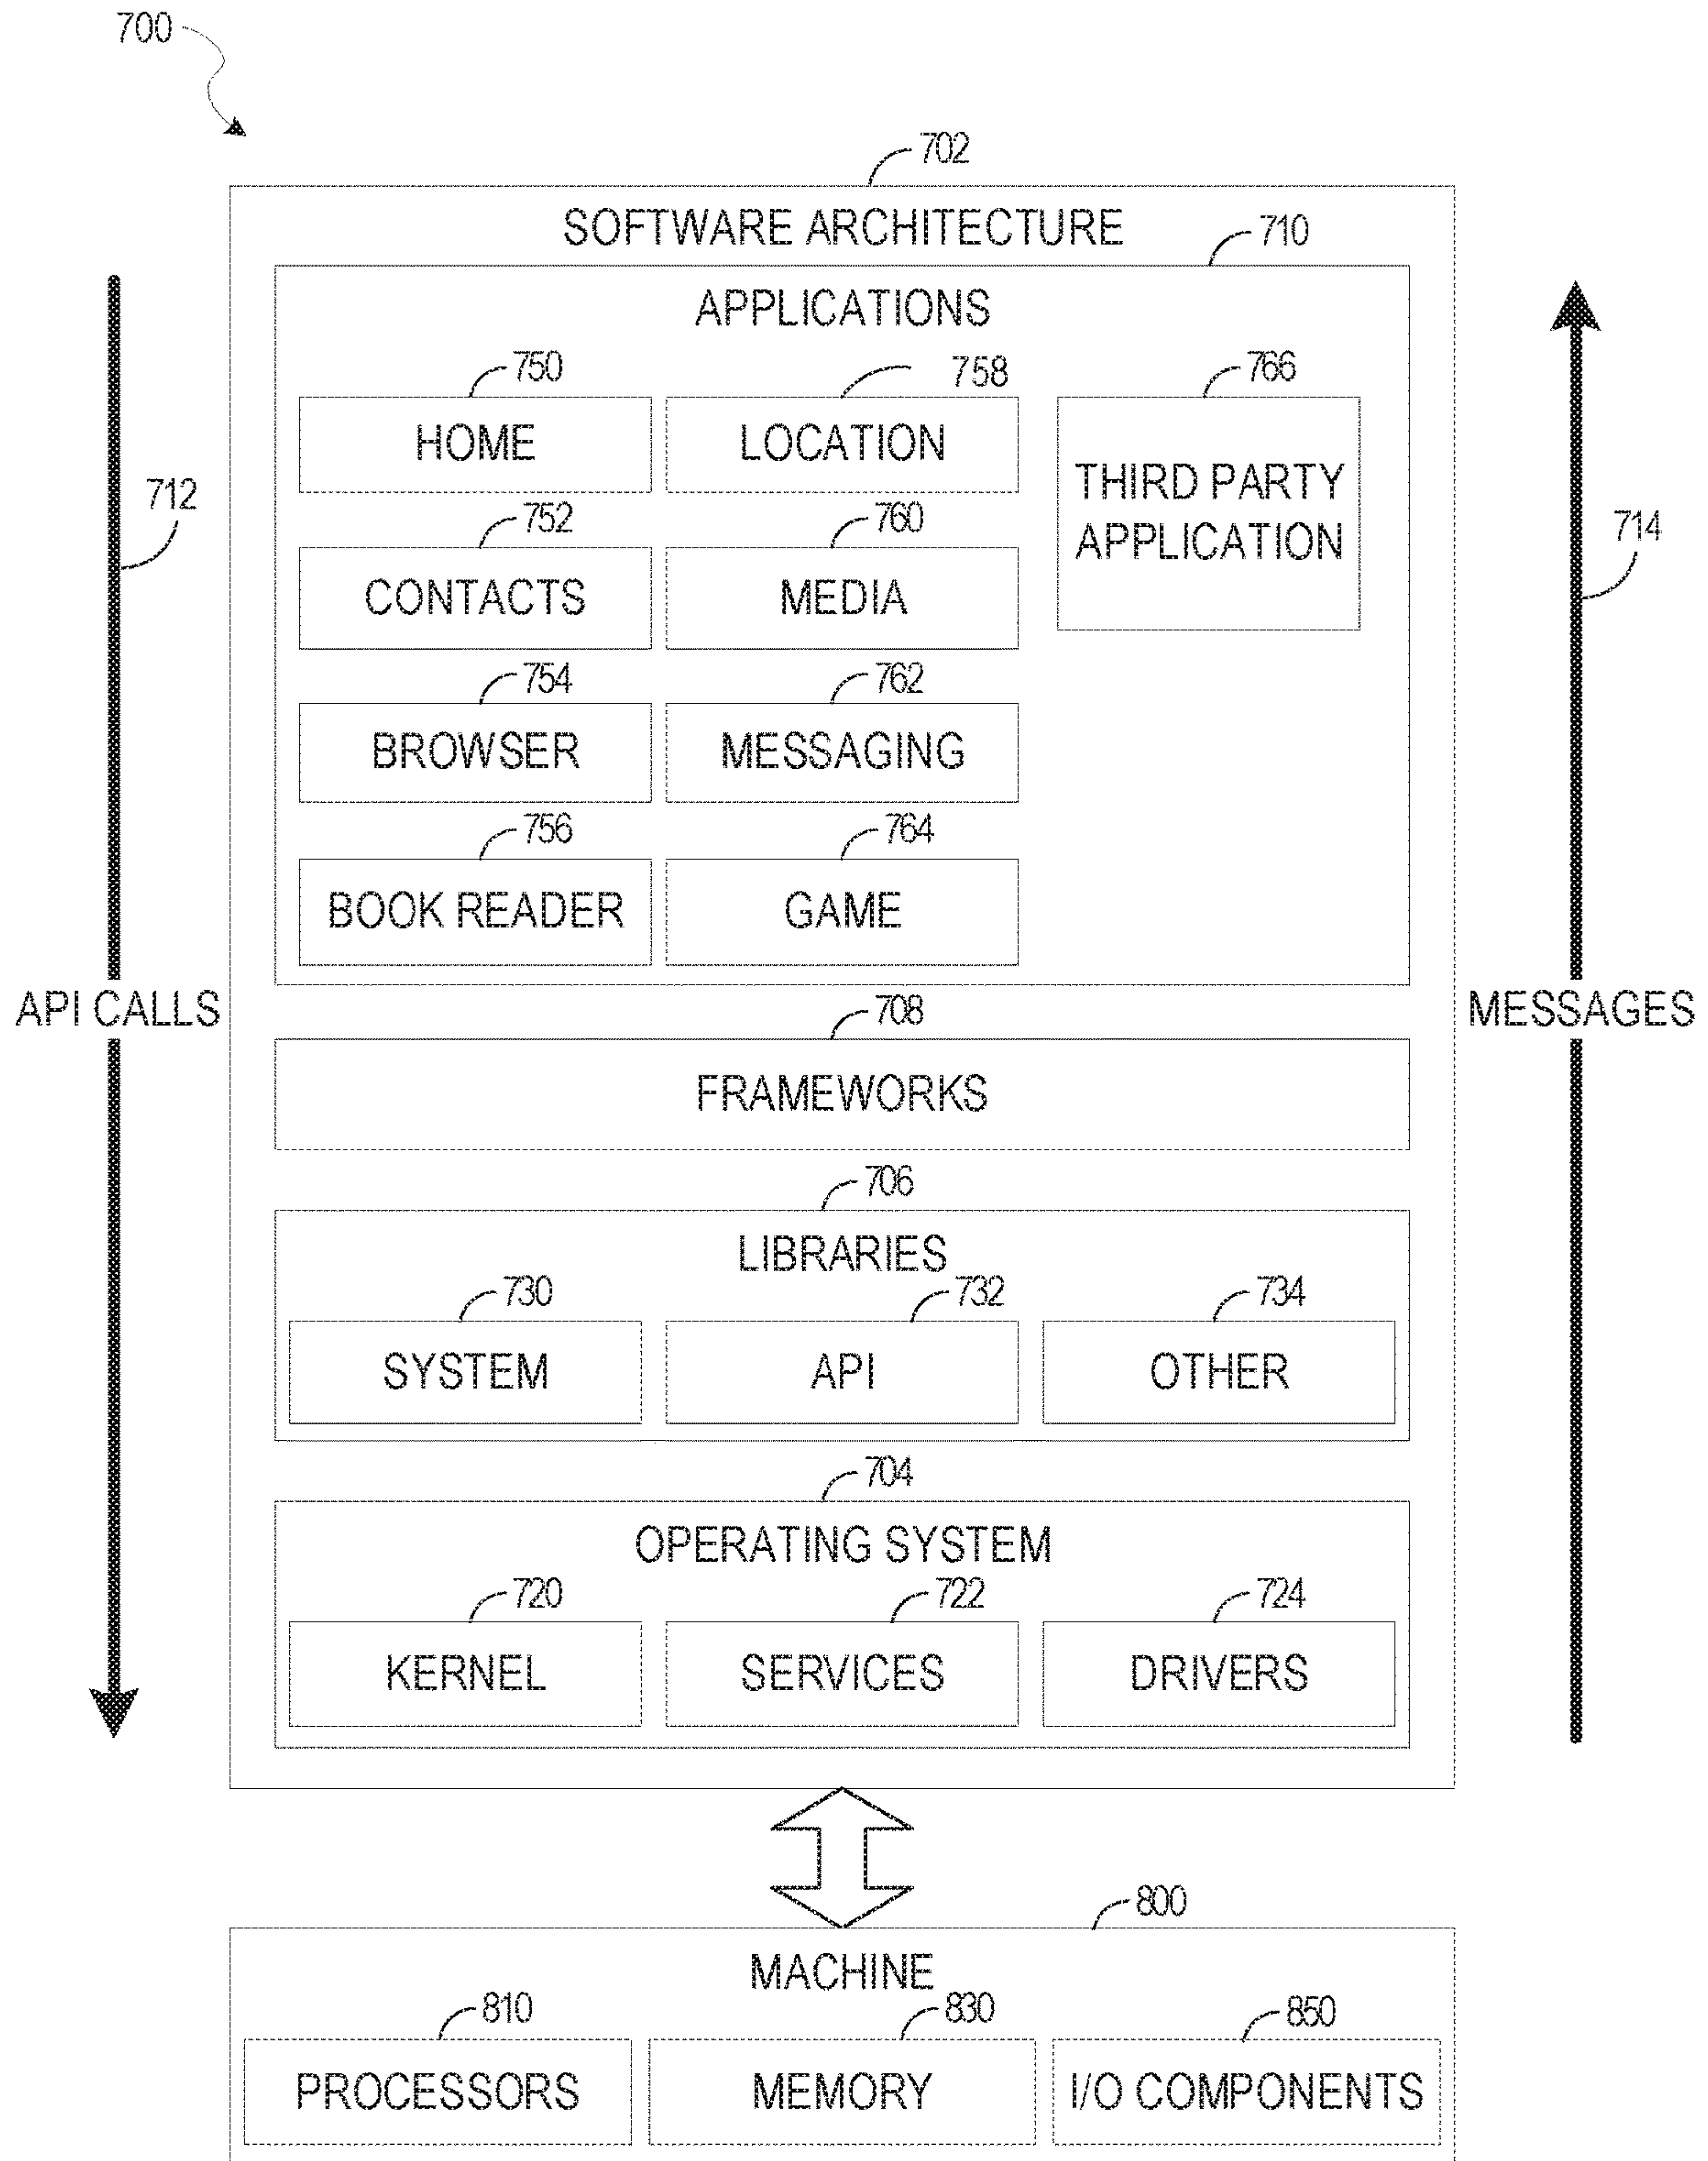 700
702
SOFTWARE ARCHITECTURE
710
APPLICATIONS
750
758
766
HOME
LOCATION
THIRD PARTY
APPLICATION
712
752
760
714
CONTACTS
MEDIA
754
762
BROWSER
MESSAGING
756
764
BOOK READER
GAME
API CALLS
708
MESSAGES
FRAMEWORKS
706
LIBRARIES
730
732
734
SYSTEM
API
OTHER
704
OPERATING SYSTEM
720
722
724
KERNEL
SERVICES
DRIVERS
800
MACHINE
810
830
850
PROCESSORS
MEMORY
I/O COMPONENTS